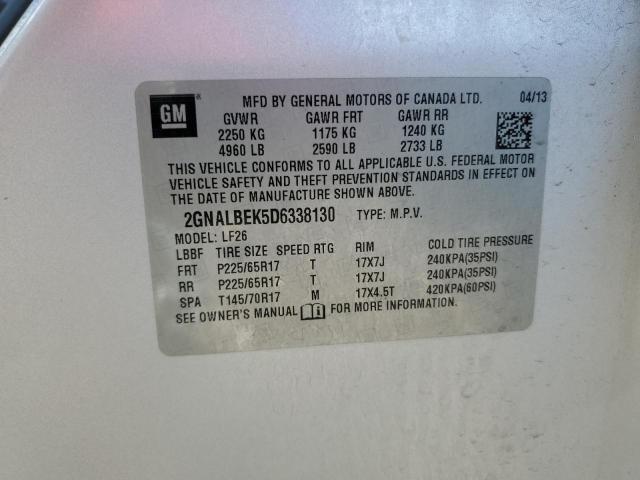 GM
MFD BY GENERAL MOTORS OF CANADA LTD. 04/13
GVWR GAWR FRT GAWR RR
2250 KG 1175 KG 1240 KG
4960 LB 2590 LB 2733 LB
THIS VEHICLE CONFORMS TO ALL APPLICABLE U.S. FEDERAL MOTOR
VEHICLE SAFETY AND THEFT PREVENTION STANDARDS IN EFFECT ON
THE DATE OF MANUFACTURE SHOWN ABOVE.
2GNALBEK5D6338130 TYPE: M.P.V.
MODEL: LF26
LBBF TIRE SIZE SPEED RTG RIM COLD TIRE PRESSURE
FRT P225/65R17 T 17X7J 240KPA(35PSI)
RR P225/65R17 T 17X7J 240KPA(35PSI)
SPA T145/70R17 M 17X4.5T 420KPA(60PSI)
SEE OWNER'S MANUAL FOR MORE INFORMATION.